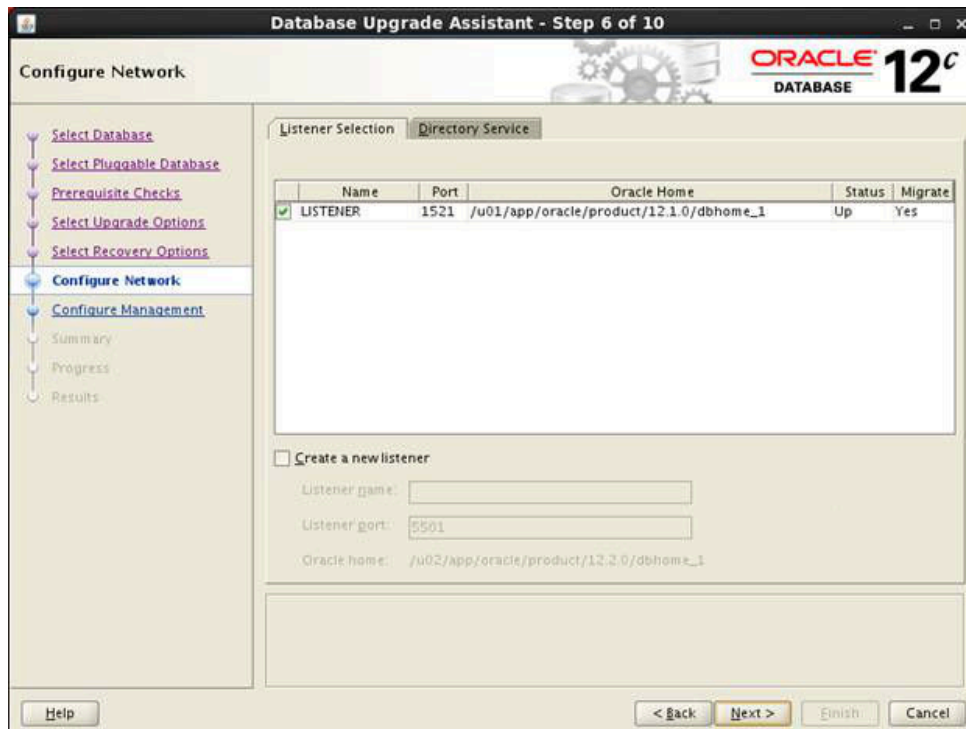 Database Upgrade Assistant - Step 6 of 10
Configure Network
ORACLE
DATABASE
12c
Select Database
Select Pluggable Database
Prerequisite Checks
Select Upgrade Options
Select Recovery Options
Configure Network
Configure Management
Summary
Progress
Results
Listener Selection Directory Service
Name Port Oracle Home Status Migrate
LISTENER 1521 /u01/app/oracle/product/12.1.0/dbhome_1 Up Yes
Create a new listener
Listener name:
Listener port: 5501
Oracle home: /u02/app/oracle/product/12.2.0/dbhome_1
Help < Back Next > Finish Cancel